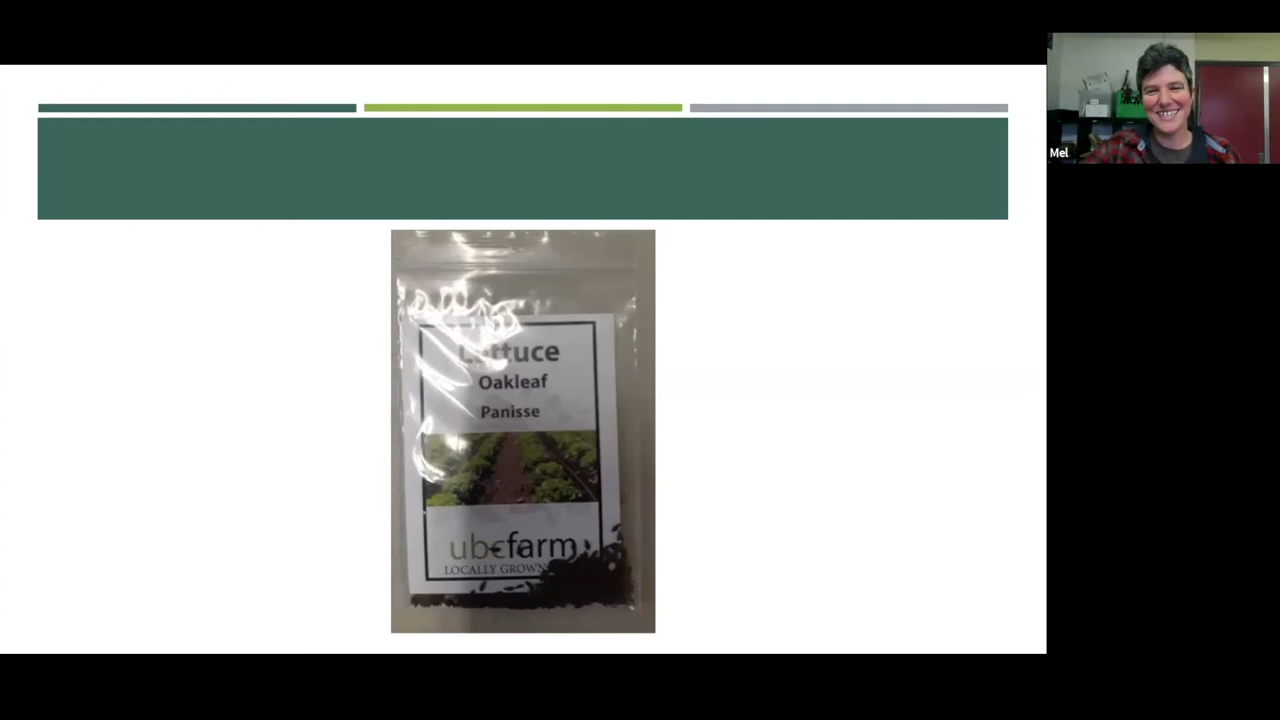 Lettuce
Oakleaf
Panisse
ubcfarm
LOCALLY GROWN
Mel